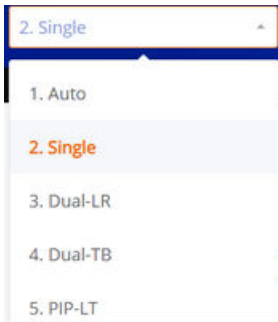 2. Single
1. Auto
2. Single
3. Dual-LR
4. Dual-TB
5. PIP-LT